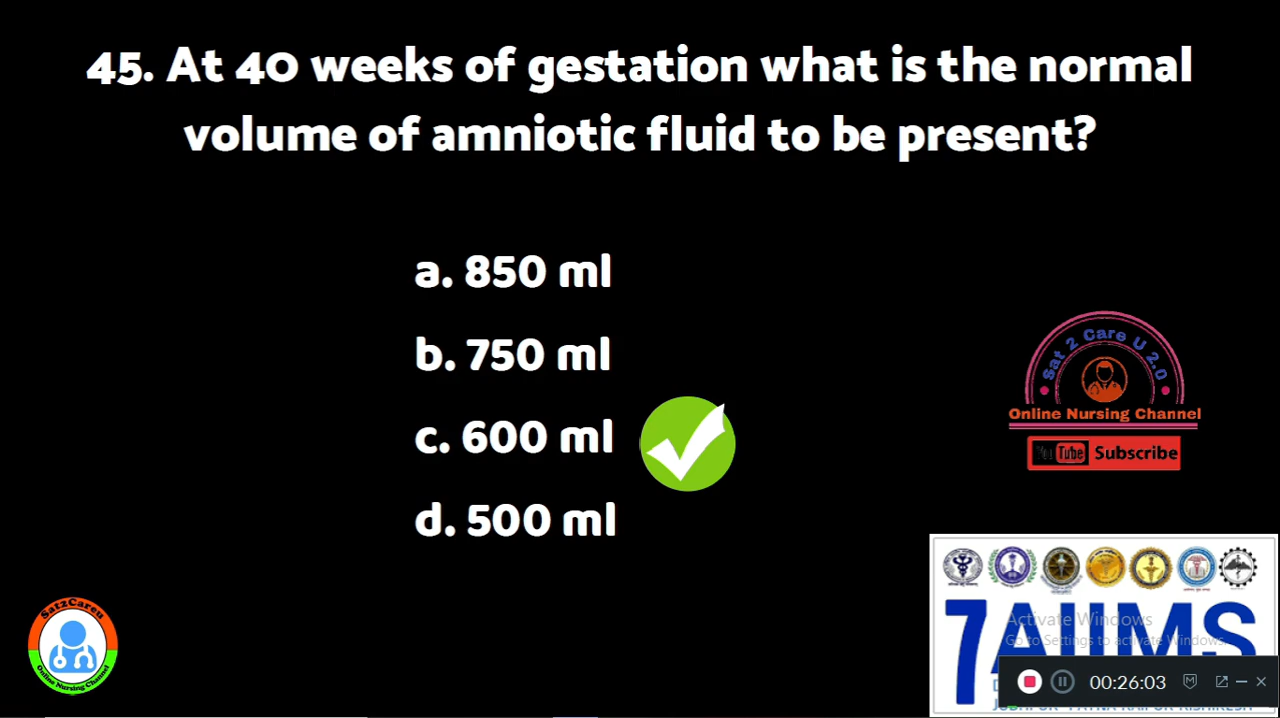 45. At 40 weeks of gestation what is the normal
volume of amniotic fluid to be present?
a. 850 ml
b. 750 ml
c. 600 ml
d. 500 ml
Sat 2 Care U 2.0
Online Nursing Channel
You Tube Subscribe
Sat2Careu
Online Nursing Channel
7 AIIMS
Activate Windows
Go to Settings to activate Windows.
00:26:03